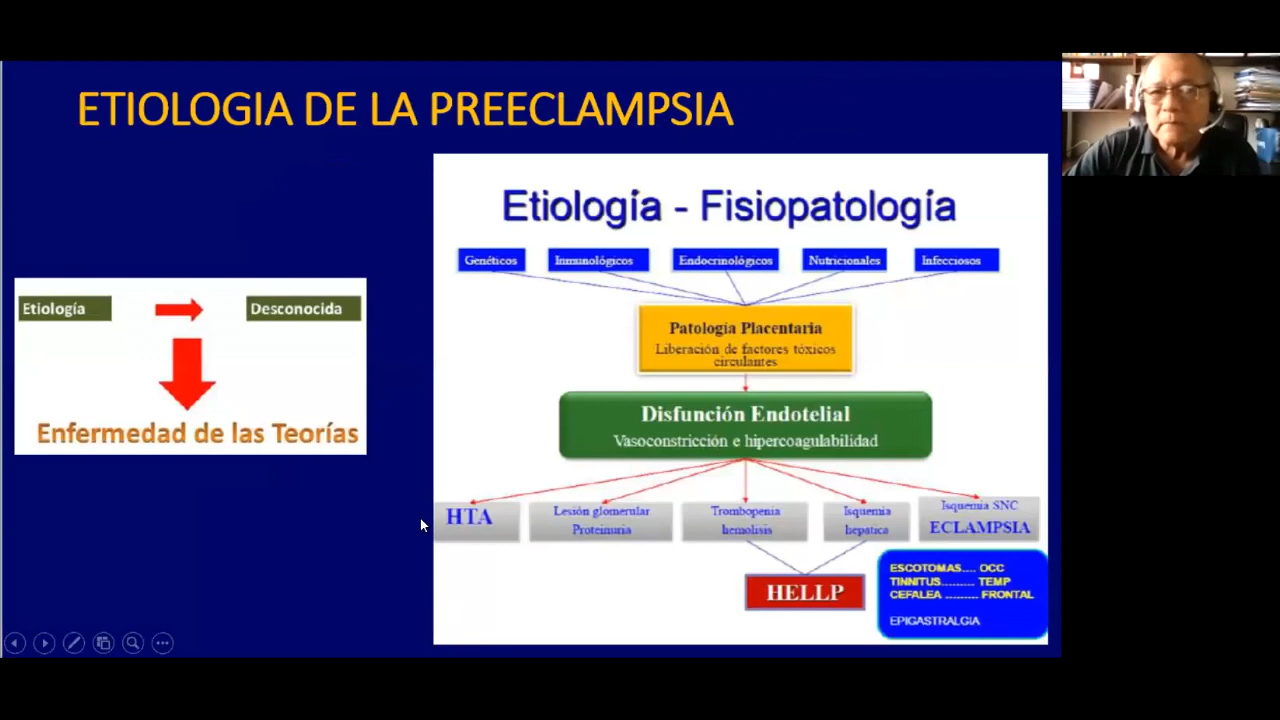 ETIOLOGIA DE LA PREECLAMPSIA
Etiología
Desconocida
Enfermedad de las Teorías
Etiología - Fisiopatología
Genéticos
Inmunológicos
Endocrinológicos
Nutricionales
Infecciosos
Patología Placentaria
Liberación de factores tóxicos
circulantes
Disfunción Endotelial
Vasoconstricción e hipercoagulabilidad
HTA
Lesión glomerular
Proteinuria
Trombopenia
hemolisis
Isquemia
hepatica
Isquemia SNC
ECLAMPSIA
HELLP
ESCOTOMAS.... OCC
TINNITUS......... TEMP
CEFALEA ......... FRONTAL
EPIGASTRALGIA